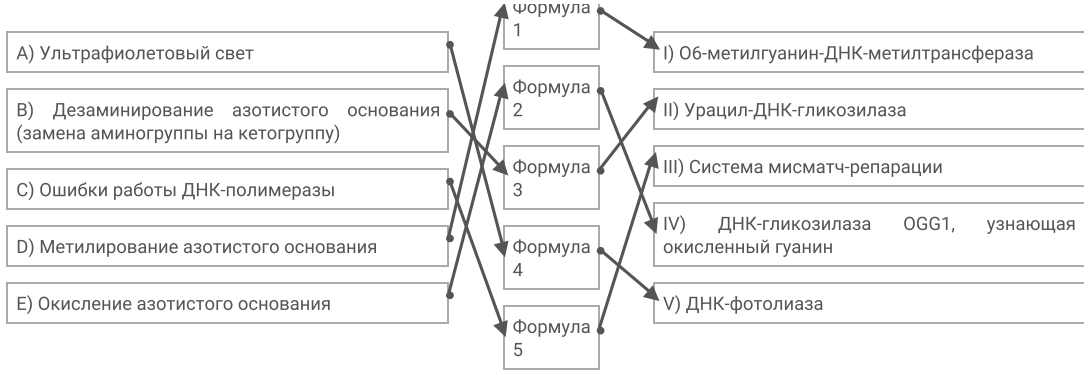 A) Ультрафиолетовый свет
B) Дезаминирование азотистого основания
(замена аминогруппы на кетогруппу)
C) Ошибки работы ДНК-полимеразы
D) Метилирование азотистого основания
E) Окисление азотистого основания
Формула
1
Формула
2
Формула
3
Формула
4
Формула
5
I) О6-метилгуанин-ДНК-метилтрансфераза
II) Урацил-ДНК-гликозилаза
III) Система мисматч-репарации
IV) ДНК-гликозилаза OGG1, узнающая
окисленный гуанин
V) ДНК-фотолиаза